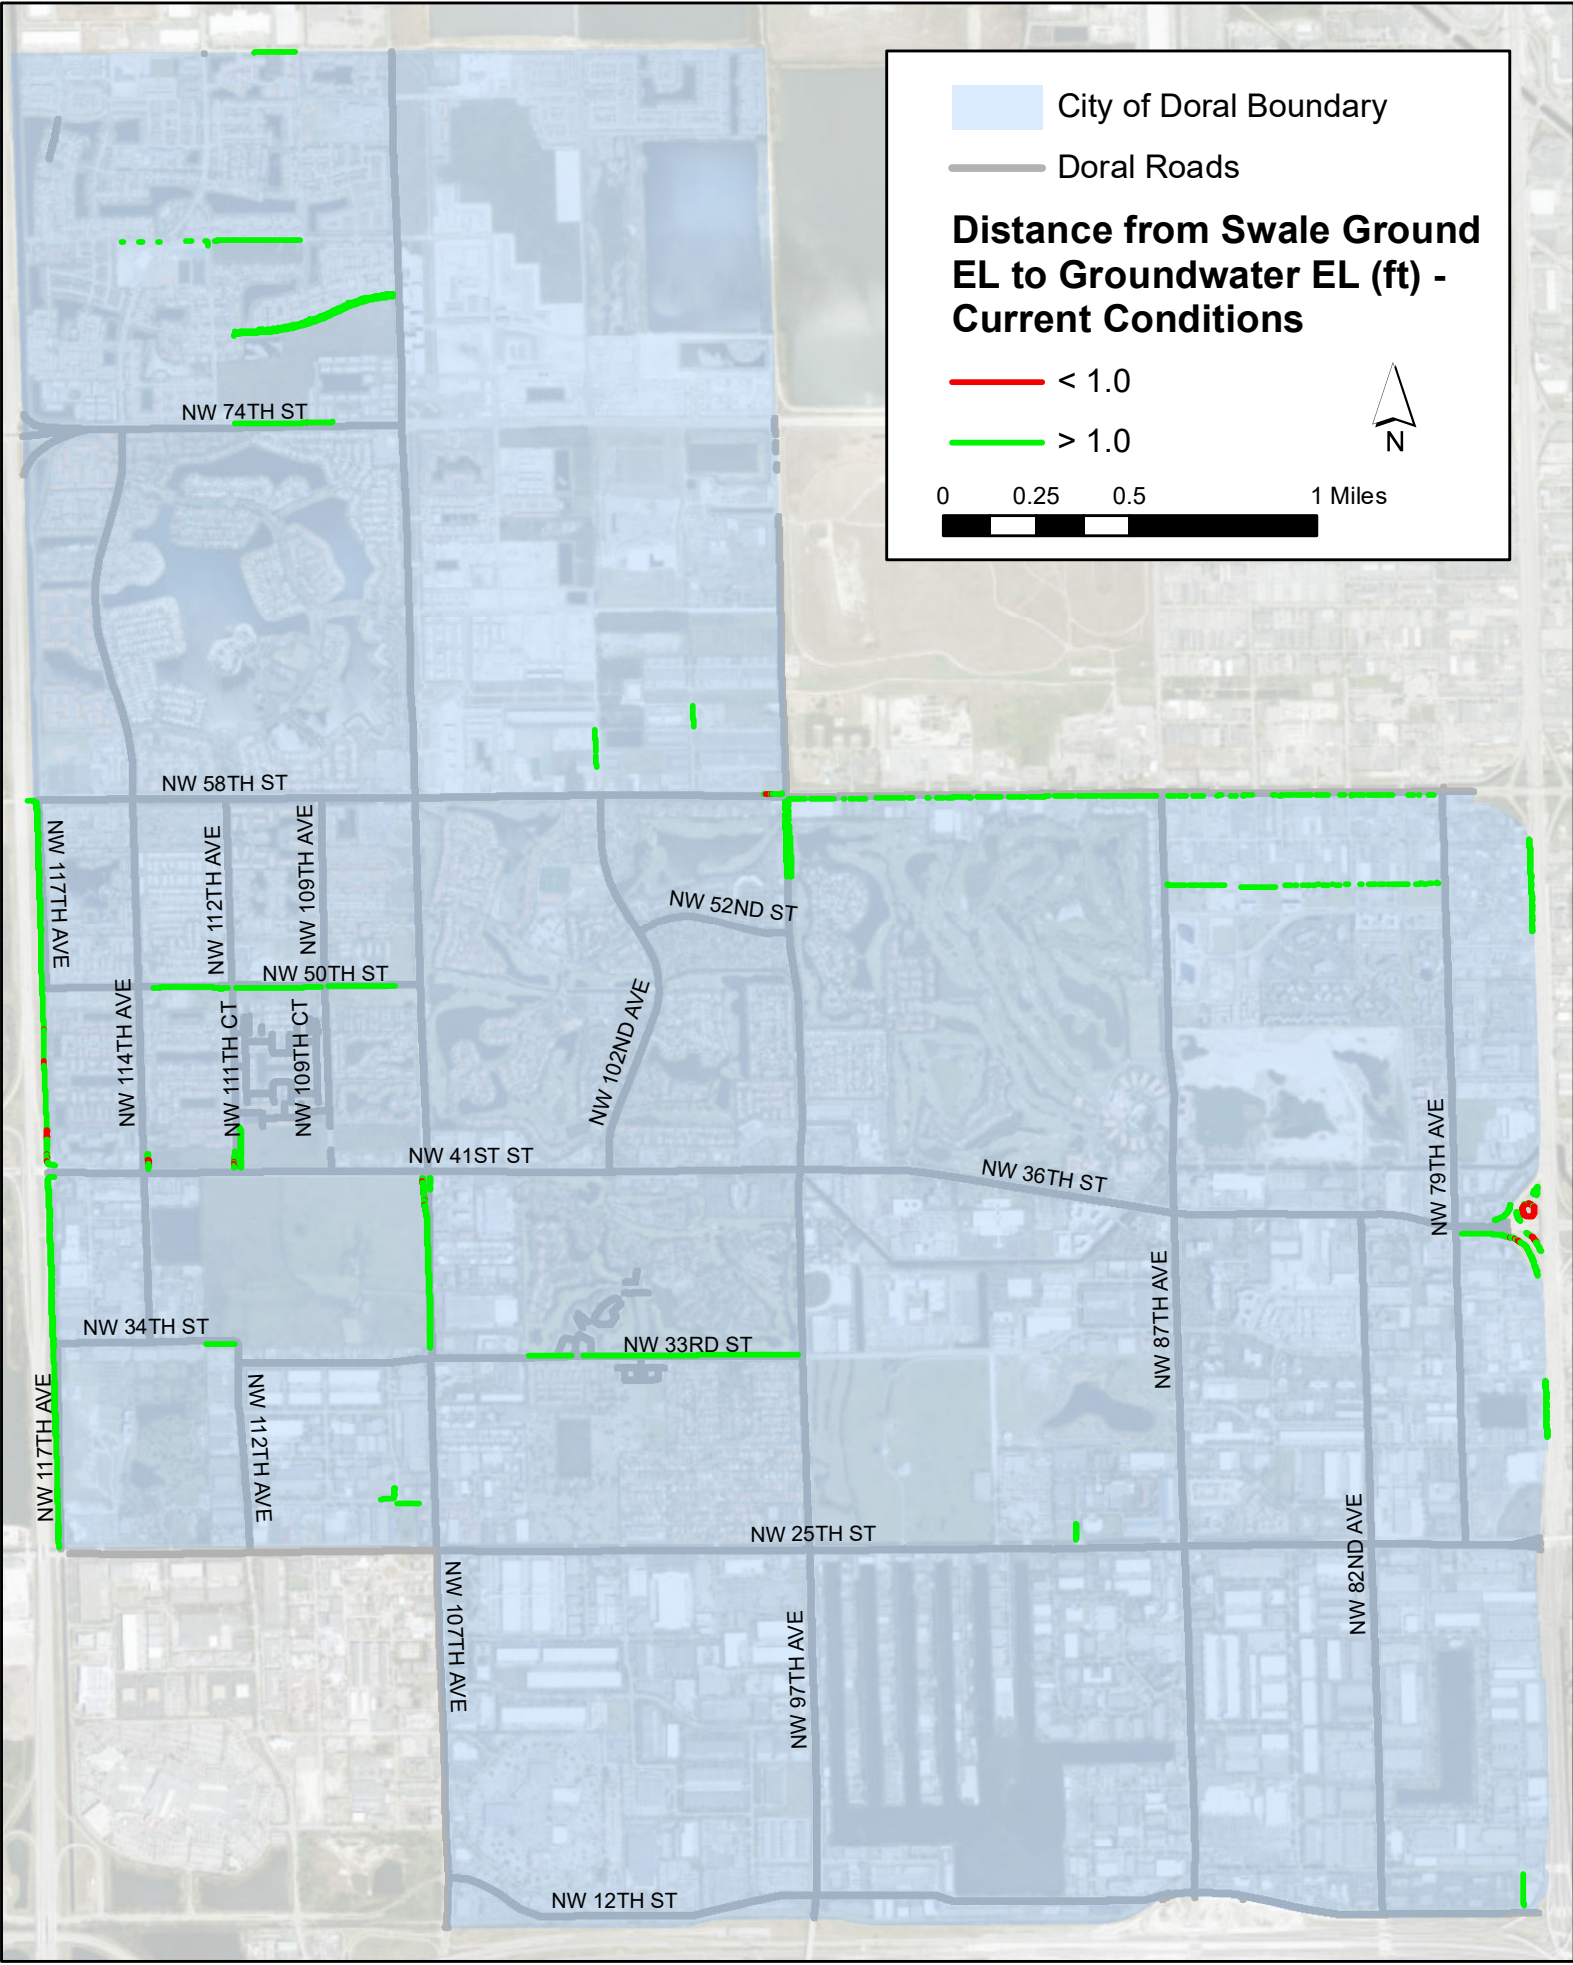 City of Doral Boundary
Doral Roads
Distance from Swale Ground
EL to Groundwater EL (ft) -
Current Conditions
< 1.0
> 1.0
N
0 0.25 0.5 1 Miles
NW 74TH ST
NW 58TH ST
NW 117TH AVE
NW 112TH AVE
NW 109TH AVE
NW 52ND ST
NW 50TH ST
NW 114TH AVE
NW 111TH CT
NW 109TH CT
NW 102ND AVE
NW 41ST ST
NW 36TH ST
NW 79TH AVE
NW 87TH AVE
NW 34TH ST
NW 33RD ST
NW 117TH AVE
NW 112TH AVE
NW 25TH ST
NW 82ND AVE
NW 107TH AVE
NW 97TH AVE
NW 12TH ST